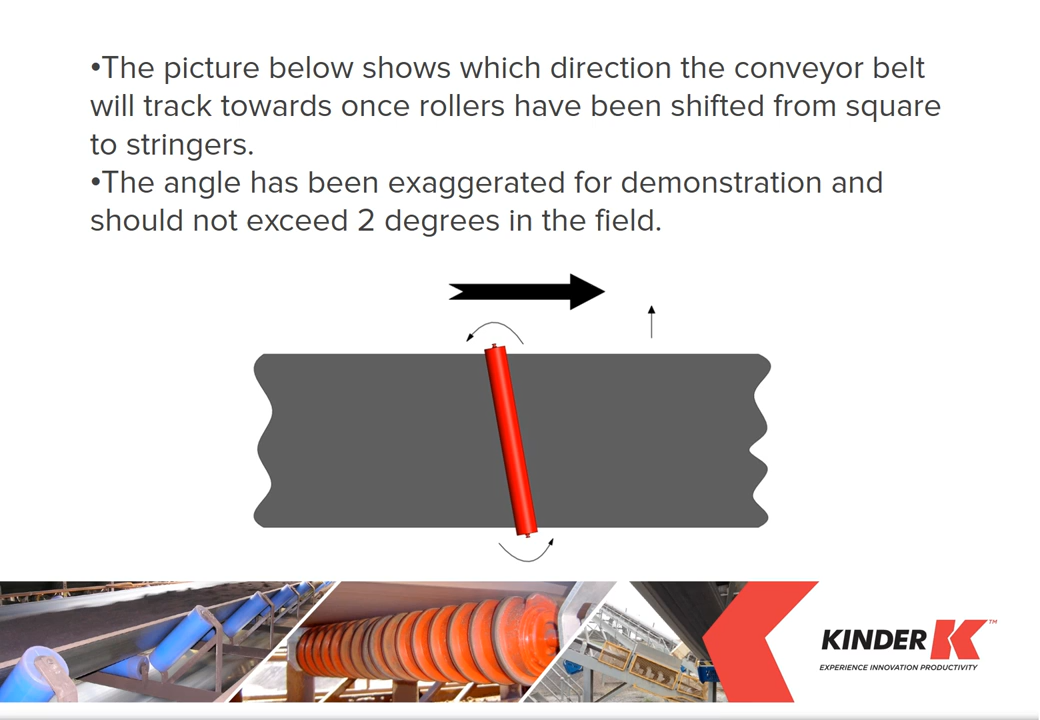 •The picture below shows which direction the conveyor belt
will track towards once rollers have been shifted from square
to stringers.
•The angle has been exaggerated for demonstration and
should not exceed 2 degrees in the field.
KINDER K™
EXPERIENCE INNOVATION PRODUCTIVITY